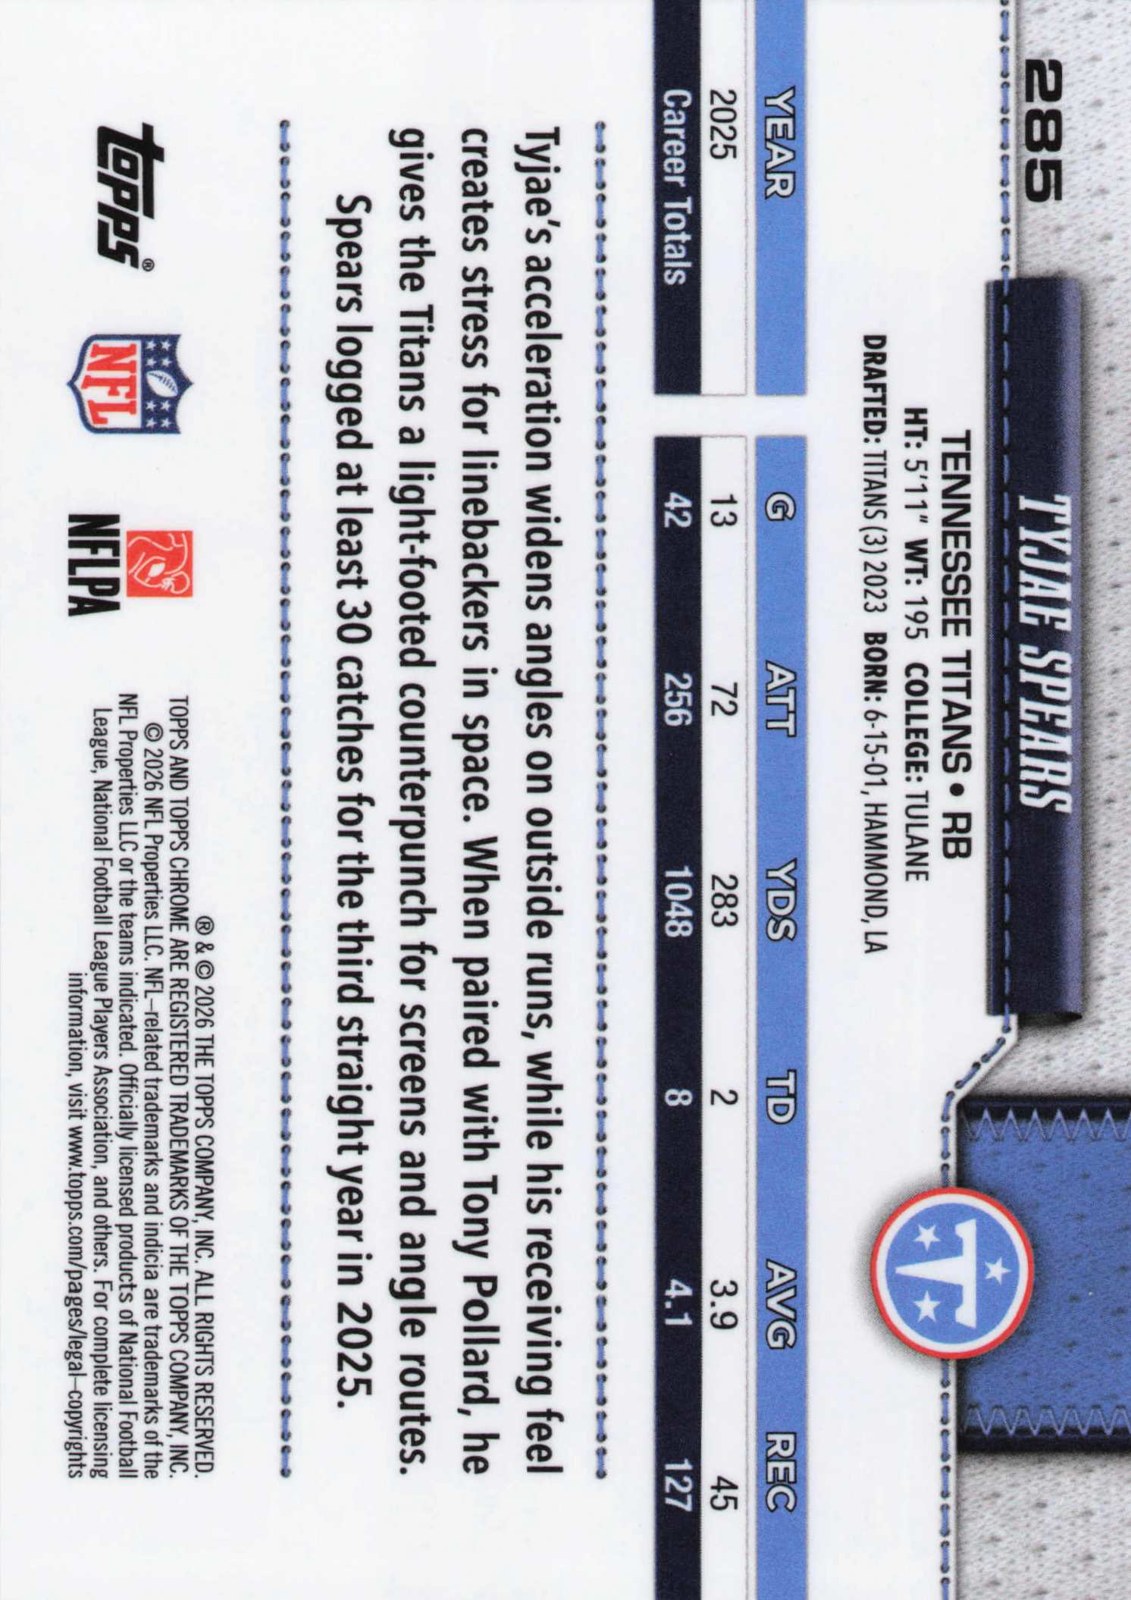 285
TYJAE SPEARS
TENNESSEE TITANS • RB
HT: 5'11" WT: 195 COLLEGE: TULANE
DRAFTED: TITANS (3) 2023 BORN: 6-15-01, HAMMOND, LA
YEAR G ATT YDS TD AVG REC
2025 13 72 283 2 3.9 45
Career Totals 42 256 1048 8 4.1 127
Tyjae's acceleration widens angles on outside runs, while his receiving feel
creates stress for linebackers in space. When paired with Tony Pollard, he
gives the Titans a light-footed counterpunch for screens and angle routes.
Spears logged at least 30 catches for the third straight year in 2025.
topps®
NFL
NFLPA
® & © 2026 THE TOPPS COMPANY, INC. ALL RIGHTS RESERVED.
TOPPS AND TOPPS CHROME ARE REGISTERED TRADEMARKS OF THE TOPPS COMPANY, INC.
© 2026 NFL Properties LLC. NFL-related trademarks and indicia are trademarks of the
NFL Properties LLC or the teams indicated. Officially licensed products of National Football
League, National Football League Players Association, and others. For complete licensing
information, visit www.topps.com/pages/legal-copyrights